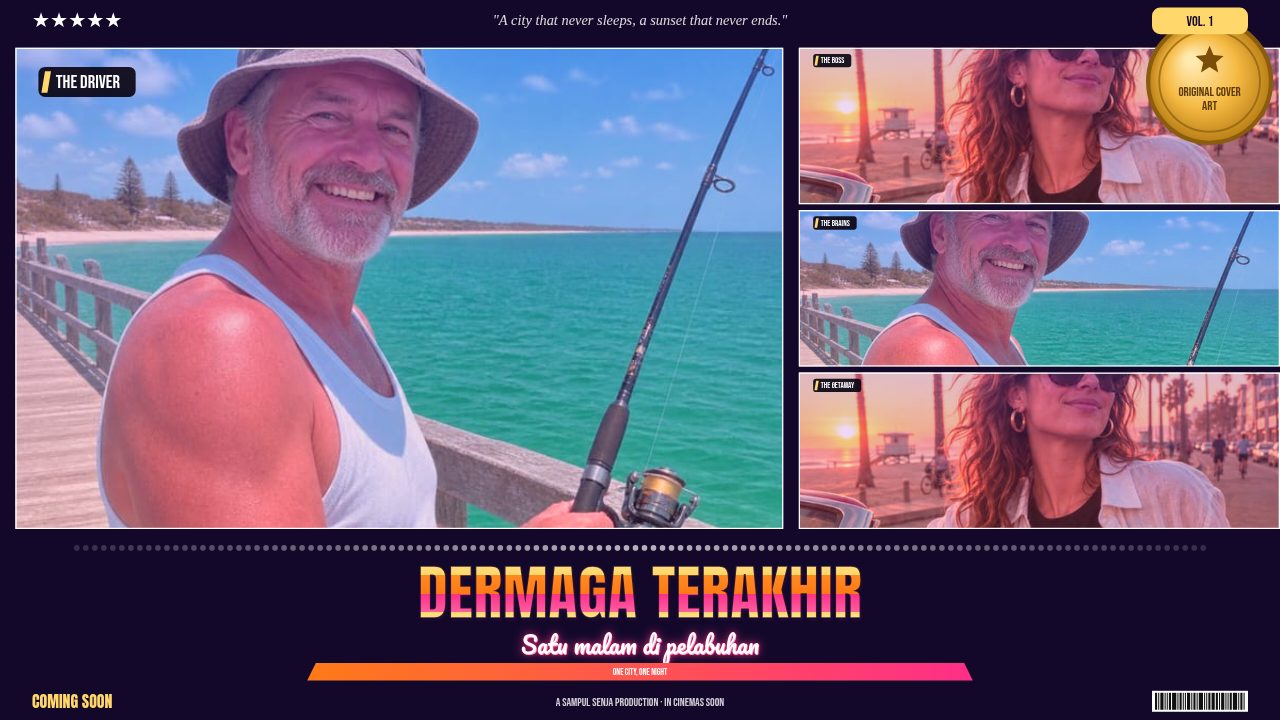 ★★★★★
"A city that never sleeps, a sunset that never ends."
VOL. 1
THE DRIVER
THE BOSS
ORIGINAL COVER
ART
THE BRAINS
THE GETAWAY
DERMAGA TERAKHIR
Satu malam di pelabuhan
ONE CITY, ONE NIGHT
COMING SOON
A SAMPUL SENJA PRODUCTION · IN CINEMAS SOON